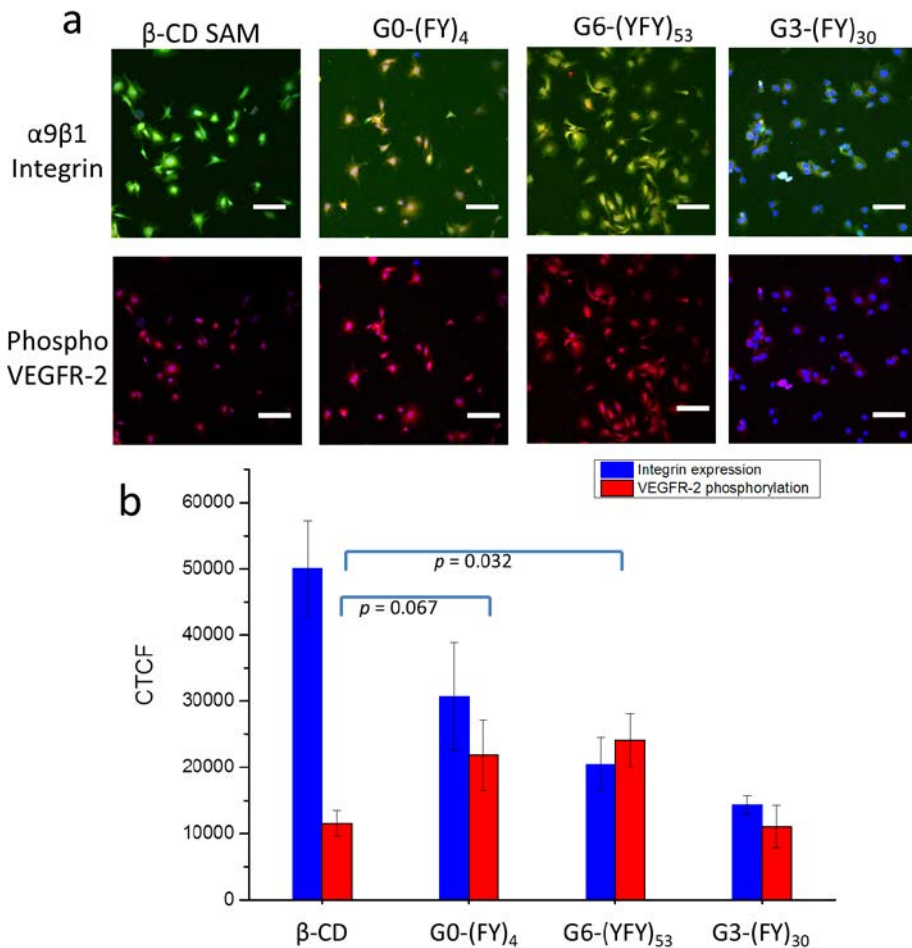 a
β-CD SAM G0-(FY)₄ G6-(YFY)₅₃ G3-(FY)₃₀
α9β1
Integrin
Phospho
VEGFR-2
b
Integrin expression
VEGFR-2 phosphorylation
60000
50000
40000
30000
20000
10000
0
CTCF
p = 0.032
p = 0.067
β-CD G0-(FY)₄ G6-(YFY)₅₃ G3-(FY)₃₀